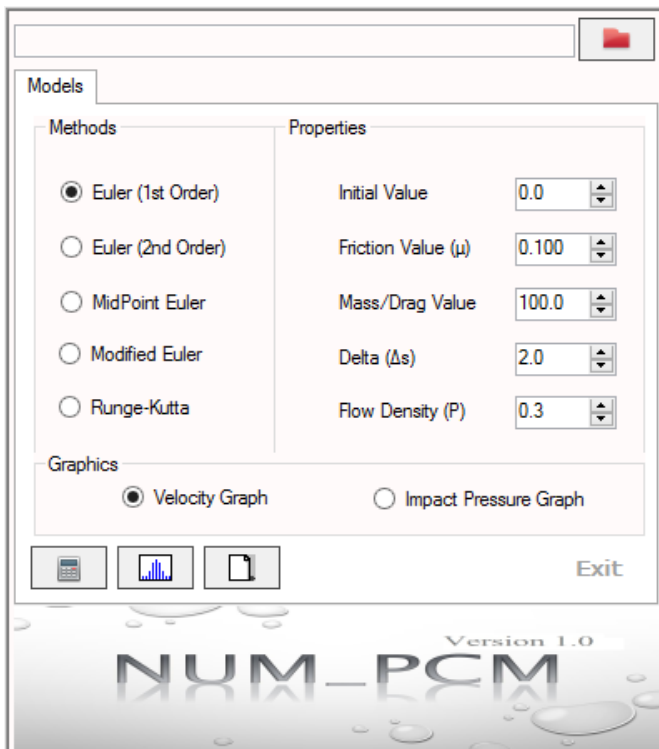 Models
Methods
Properties
Euler (1st Order)
Initial Value 0.0
Euler (2nd Order)
Friction Value (μ) 0.100
MidPoint Euler
Mass/Drag Value 100.0
Modified Euler
Delta (Δs) 2.0
Runge-Kutta
Flow Density (P) 0.3
Graphics
Velocity Graph
Impact Pressure Graph
Exit
Version 1.0
NUM_PCM